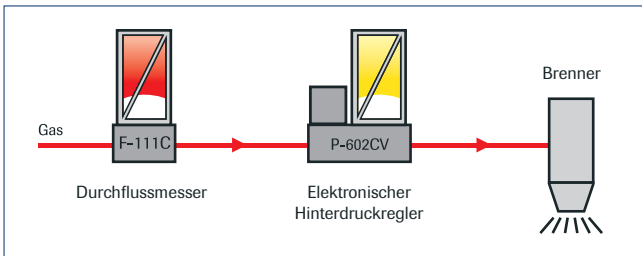 Brenner
Gas
F-111C
P-602CV
Durchflussmesser
Elektronischer
Hinterdruckregler